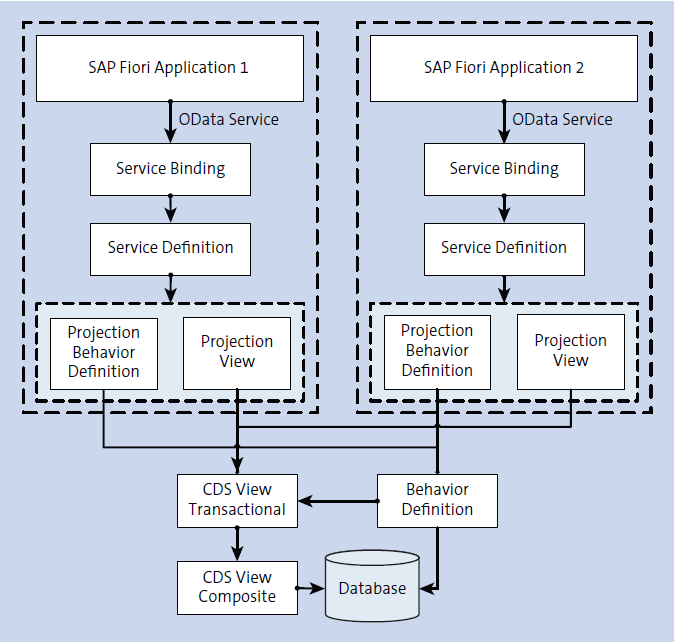 SAP Fiori Application 1
OData Service
Service Binding
Service Definition
Projection
Behavior
Definition
Projection
View
SAP Fiori Application 2
OData Service
Service Binding
Service Definition
Projection
Behavior
Definition
Projection
View
CDS View
Transactional
Behavior
Definition
CDS View
Composite
Database